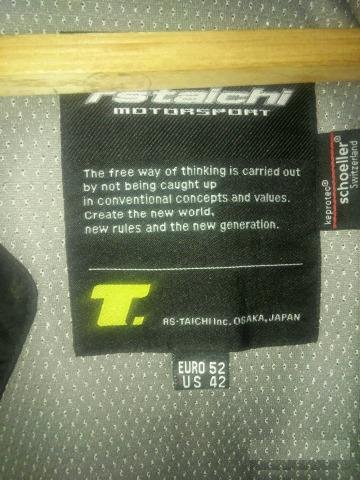 rs taichi
MOTORSPORT
The free way of thinking is carried out
by not being caught up
in conventional concepts and values.
Create the new world,
new rules and the new generation.
T.
RS-TAICHI Inc. OSAKA, JAPAN
keprotec®
schoeller®
Switzerland
EURO 52
US 42